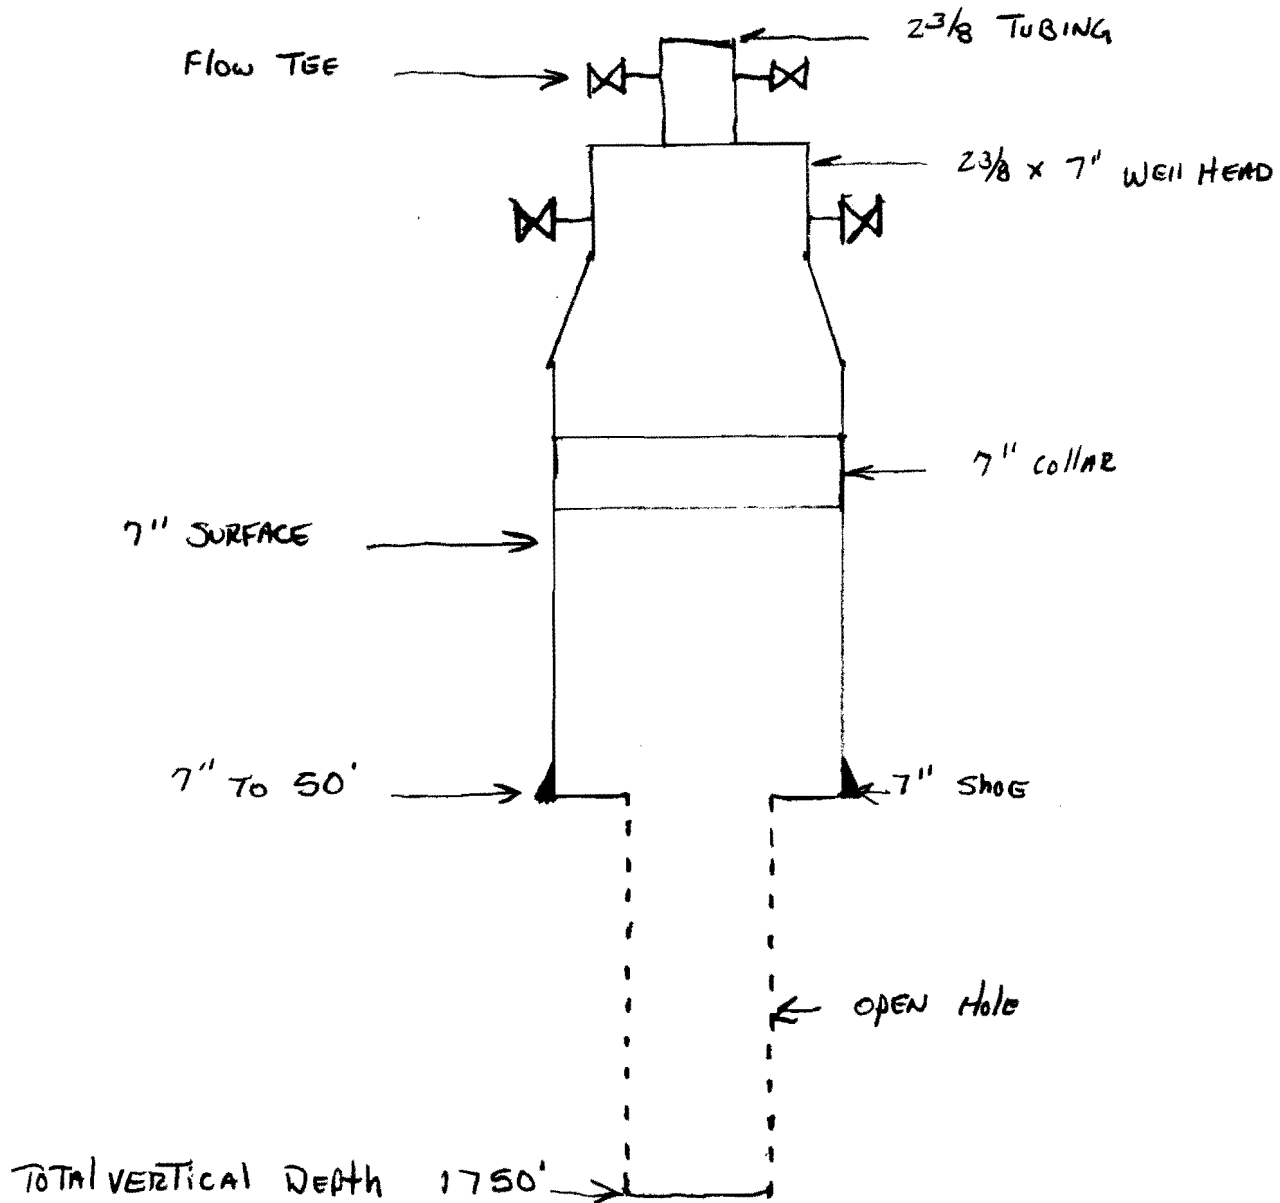 2 3/8 TUBING
Flow TEE
2 3/8 x 7" WEll HEAD
7" CollAR
7" SURFACE
7" To 50'
7" ShoE
OPEN HolE
TOTAl VERTICAl DEpth 1750'